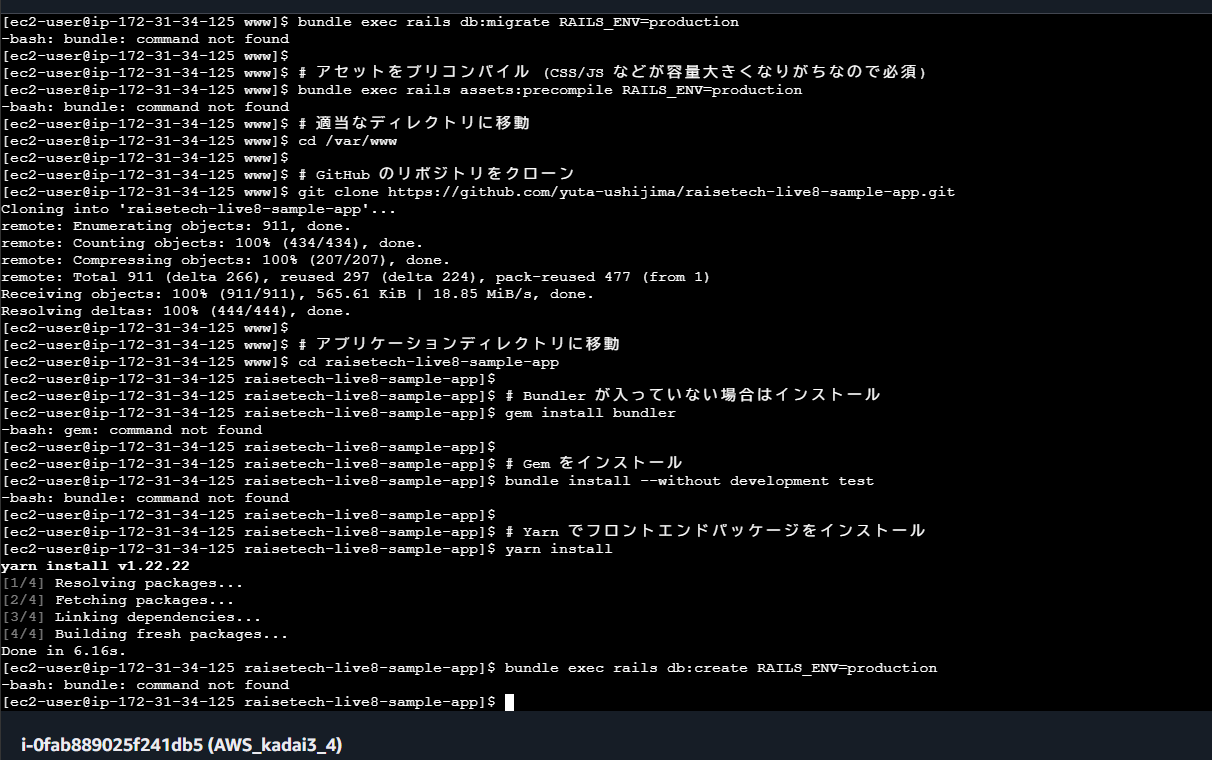 [ec2-user@ip-172-31-34-125 www]$ bundle exec rails db:migrate RAILS_ENV=production
-bash: bundle: command not found
[ec2-user@ip-172-31-34-125 www]$
[ec2-user@ip-172-31-34-125 www]$ # アセットをプリコンパイル (CSS/JS などが容量大きくなりがちなので必須)
[ec2-user@ip-172-31-34-125 www]$ bundle exec rails assets:precompile RAILS_ENV=production
-bash: bundle: command not found
[ec2-user@ip-172-31-34-125 www]$ # 適当なディレクトリに移動
[ec2-user@ip-172-31-34-125 www]$ cd /var/www
[ec2-user@ip-172-31-34-125 www]$
[ec2-user@ip-172-31-34-125 www]$ # GitHub のリポジトリをクローン
[ec2-user@ip-172-31-34-125 www]$ git clone https://github.com/yuta-ushijima/raisetech-live8-sample-app.git
Cloning into 'raisetech-live8-sample-app'...
remote: Enumerating objects: 911, done.
remote: Counting objects: 100% (434/434), done.
remote: Compressing objects: 100% (207/207), done.
remote: Total 911 (delta 266), reused 297 (delta 224), pack-reused 477 (from 1)
Receiving objects: 100% (911/911), 565.61 KiB | 18.85 MiB/s, done.
Resolving deltas: 100% (444/444), done.
[ec2-user@ip-172-31-34-125 www]$
[ec2-user@ip-172-31-34-125 www]$ # アプリケーションディレクトリに移動
[ec2-user@ip-172-31-34-125 www]$ cd raisetech-live8-sample-app
[ec2-user@ip-172-31-34-125 raisetech-live8-sample-app]$
[ec2-user@ip-172-31-34-125 raisetech-live8-sample-app]$ # Bundler が入っていない場合はインストール
[ec2-user@ip-172-31-34-125 raisetech-live8-sample-app]$ gem install bundler
-bash: gem: command not found
[ec2-user@ip-172-31-34-125 raisetech-live8-sample-app]$
[ec2-user@ip-172-31-34-125 raisetech-live8-sample-app]$ # Gem をインストール
[ec2-user@ip-172-31-34-125 raisetech-live8-sample-app]$ bundle install --without development test
-bash: bundle: command not found
[ec2-user@ip-172-31-34-125 raisetech-live8-sample-app]$
[ec2-user@ip-172-31-34-125 raisetech-live8-sample-app]$ # Yarn でフロントエンドパッケージをインストール
[ec2-user@ip-172-31-34-125 raisetech-live8-sample-app]$ yarn install
yarn install v1.22.22
[1/4] Resolving packages...
[2/4] Fetching packages...
[3/4] Linking dependencies...
[4/4] Building fresh packages...
Done in 6.16s.
[ec2-user@ip-172-31-34-125 raisetech-live8-sample-app]$ bundle exec rails db:create RAILS_ENV=production
-bash: bundle: command not found
[ec2-user@ip-172-31-34-125 raisetech-live8-sample-app]$
i-0fab889025f241db5 (AWS_kadai3_4)